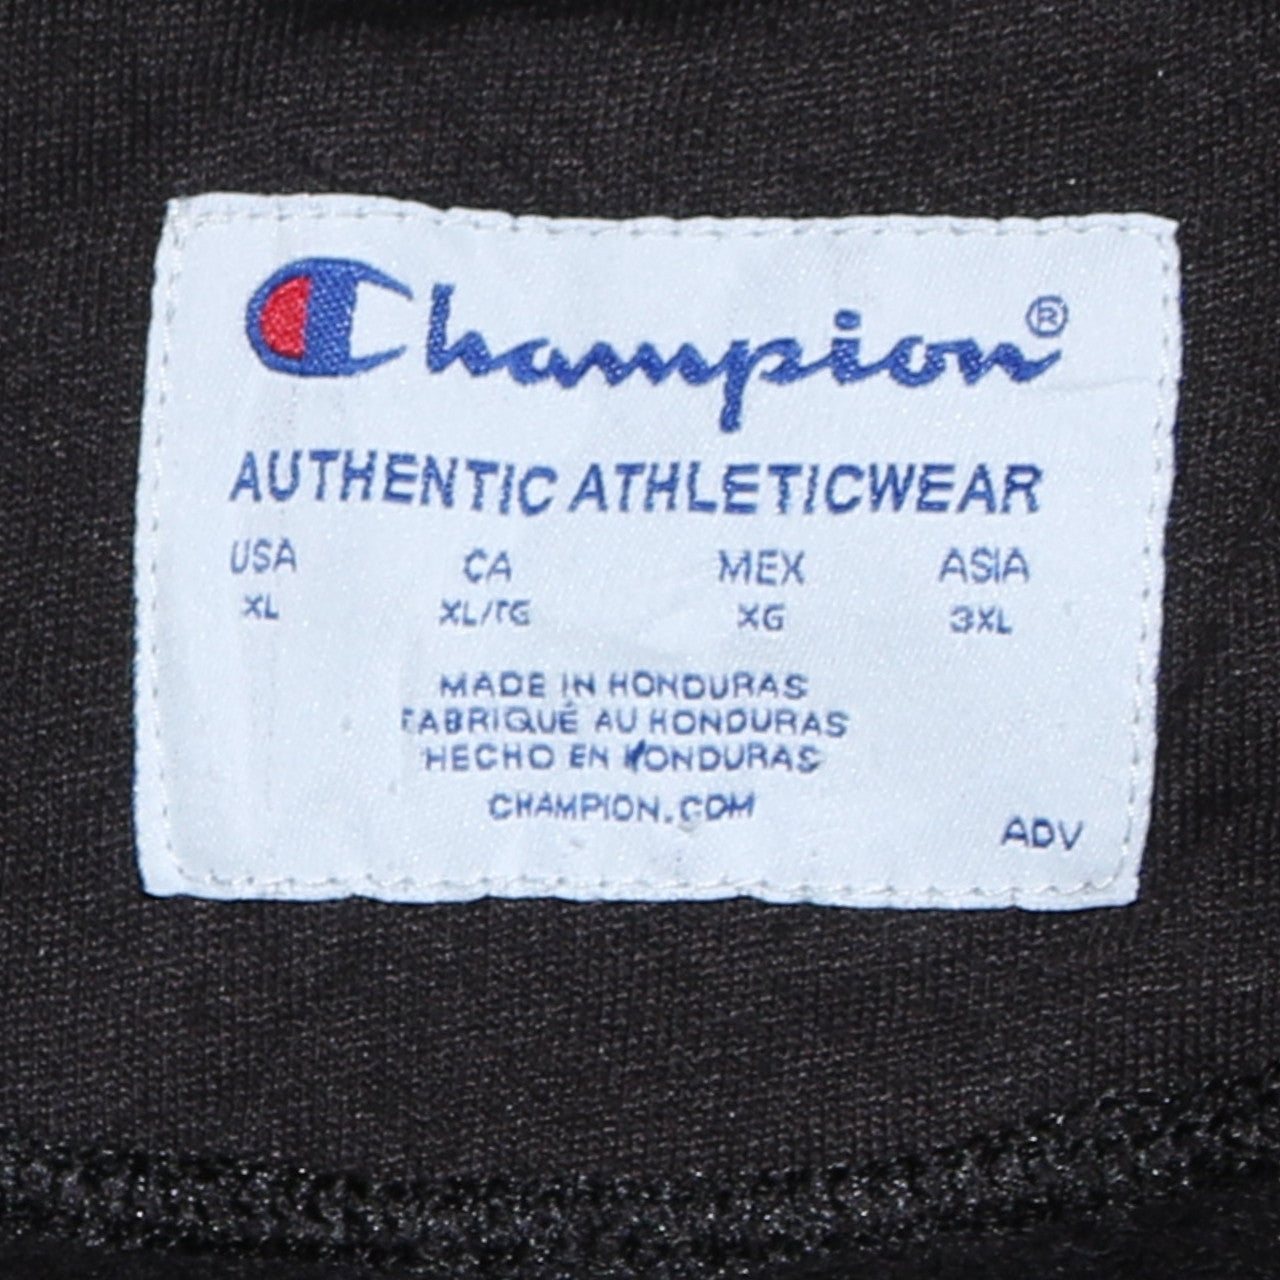 Champion®
AUTHENTIC ATHLETICWEAR
USA CA MEX ASIA
XL XL/TG XG 3XL
MADE IN HONDURAS
FABRIQUÉ AU HONDURAS
HECHO EN HONDURAS
CHAMPION.COM
ADV